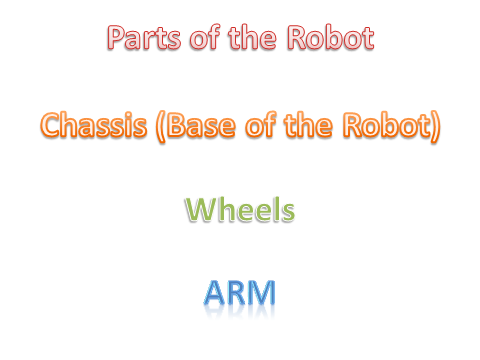 Parts of the Robot
Chassis (Base of the Robot)
Wheels
ARM